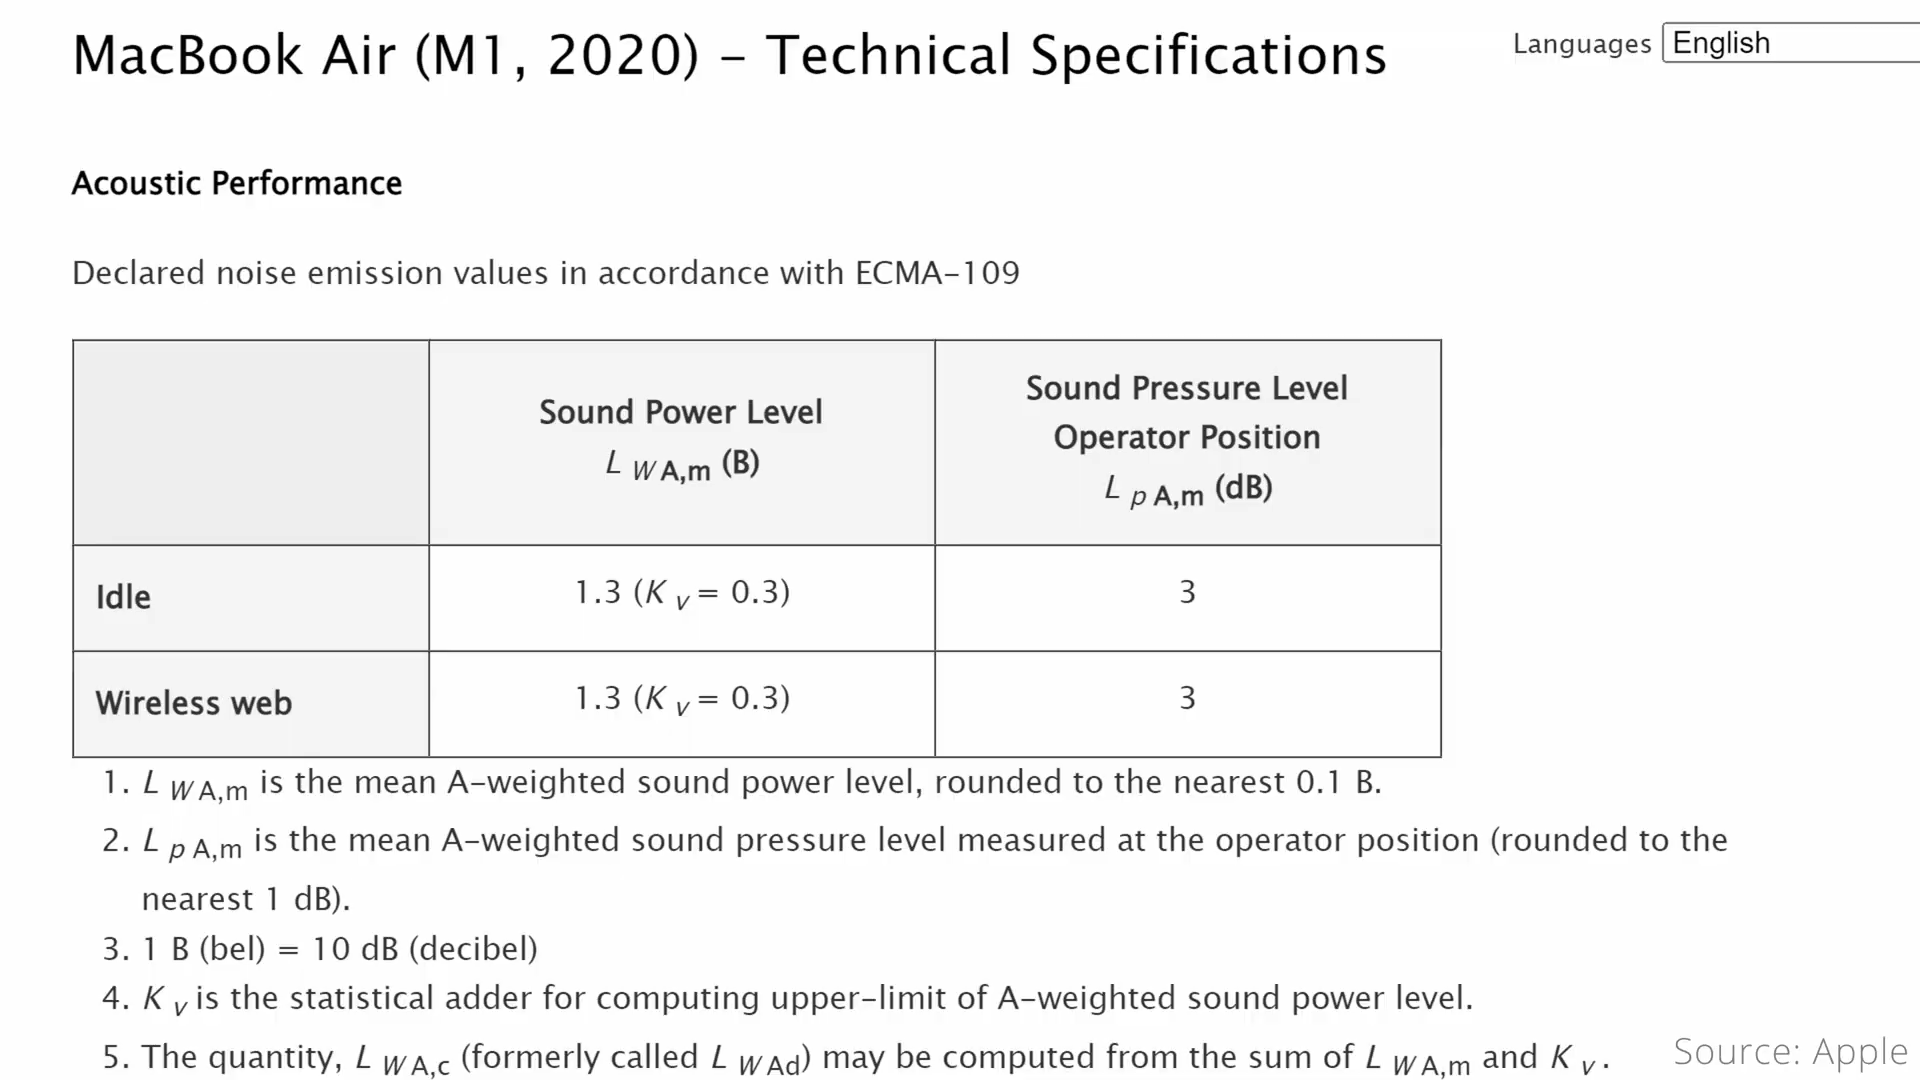 MacBook Air (M1, 2020) – Technical Specifications
Languages English
Acoustic Performance
Declared noise emission values in accordance with ECMA–109
Sound Power Level
L WA,m (B)
Sound Pressure Level
Operator Position
L pA,m (dB)
Idle 1.3 (K v = 0.3) 3
Wireless web 1.3 (K v = 0.3) 3
1. L WA,m is the mean A–weighted sound power level, rounded to the nearest 0.1 B.
2. L pA,m is the mean A–weighted sound pressure level measured at the operator position (rounded to the
nearest 1 dB).
3. 1 B (bel) = 10 dB (decibel)
4. K v is the statistical adder for computing upper–limit of A–weighted sound power level.
5. The quantity, L WA,c (formerly called L WAd) may be computed from the sum of L WA,m and K v.
Source: Apple